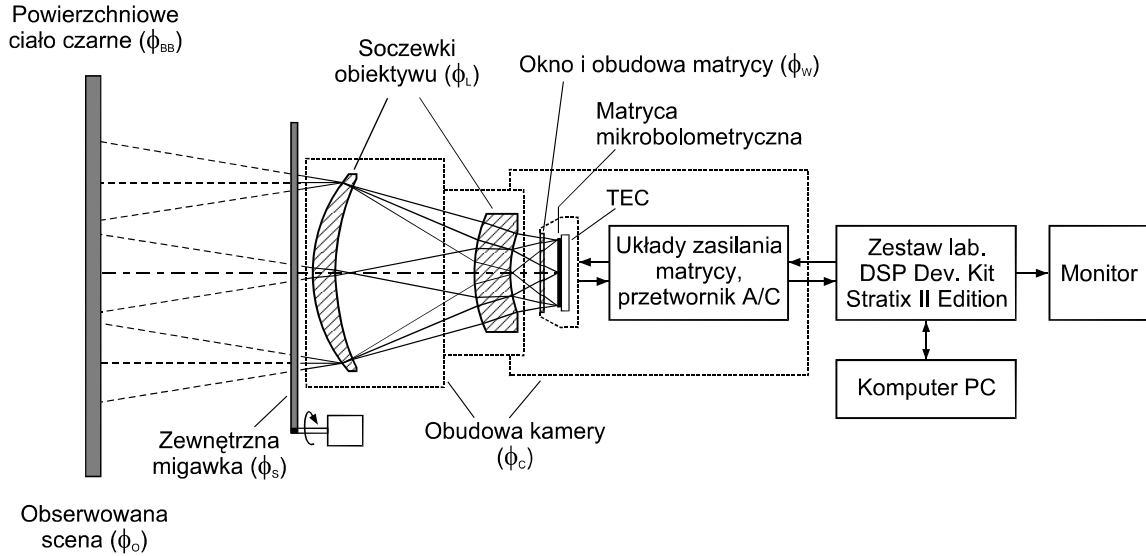 Powierzchniowe
ciało czarne (ϕBB)
Soczewki
obiektywu (ϕL)
Okno i obudowa matrycy (ϕW)
Matryca
mikrobolometryczna
TEC
Układy zasilania
matrycy,
przetwornik A/C
Zestaw lab.
DSP Dev. Kit
Stratix II Edition
Monitor
Komputer PC
Zewnętrzna
migawka (ϕS)
Obudowa kamery
(ϕC)
Obserwowana
scena (ϕO)